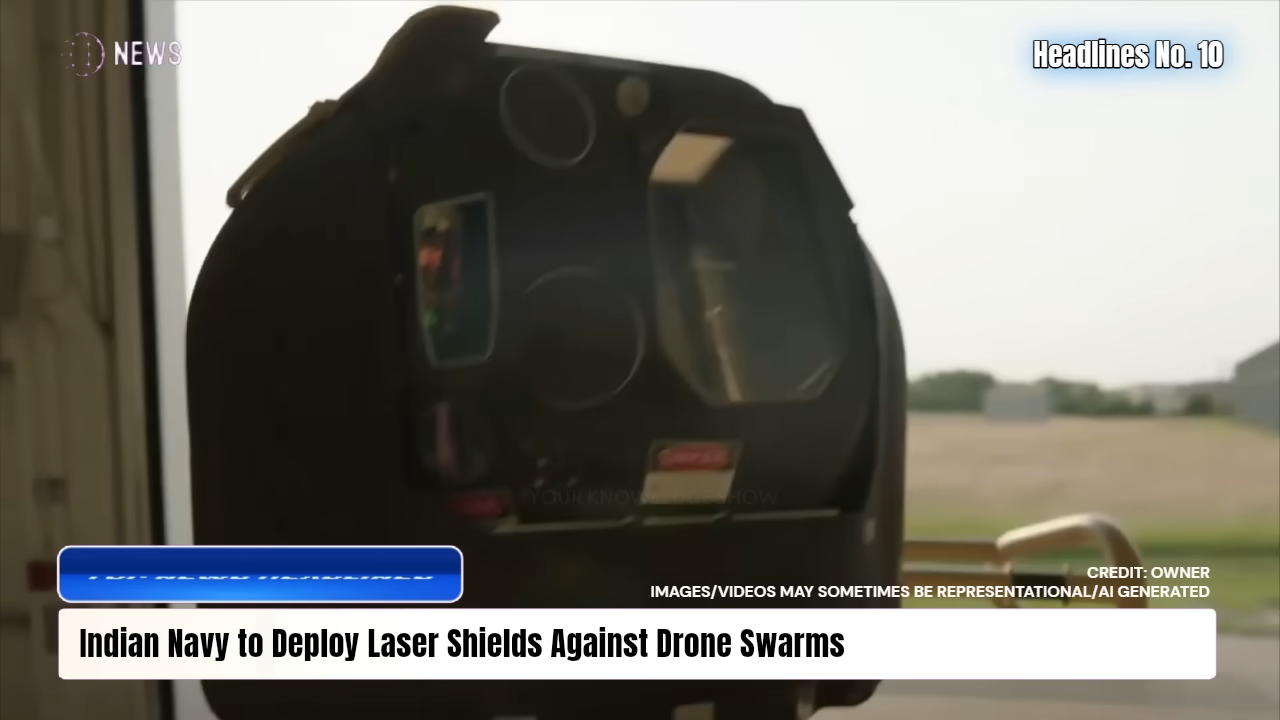 NEWS
Headlines No. 10
CREDIT: OWNER
IMAGES/VIDEOS MAY SOMETIMES BE REPRESENTATIONAL/AI GENERATED
Indian Navy to Deploy Laser Shields Against Drone Swarms